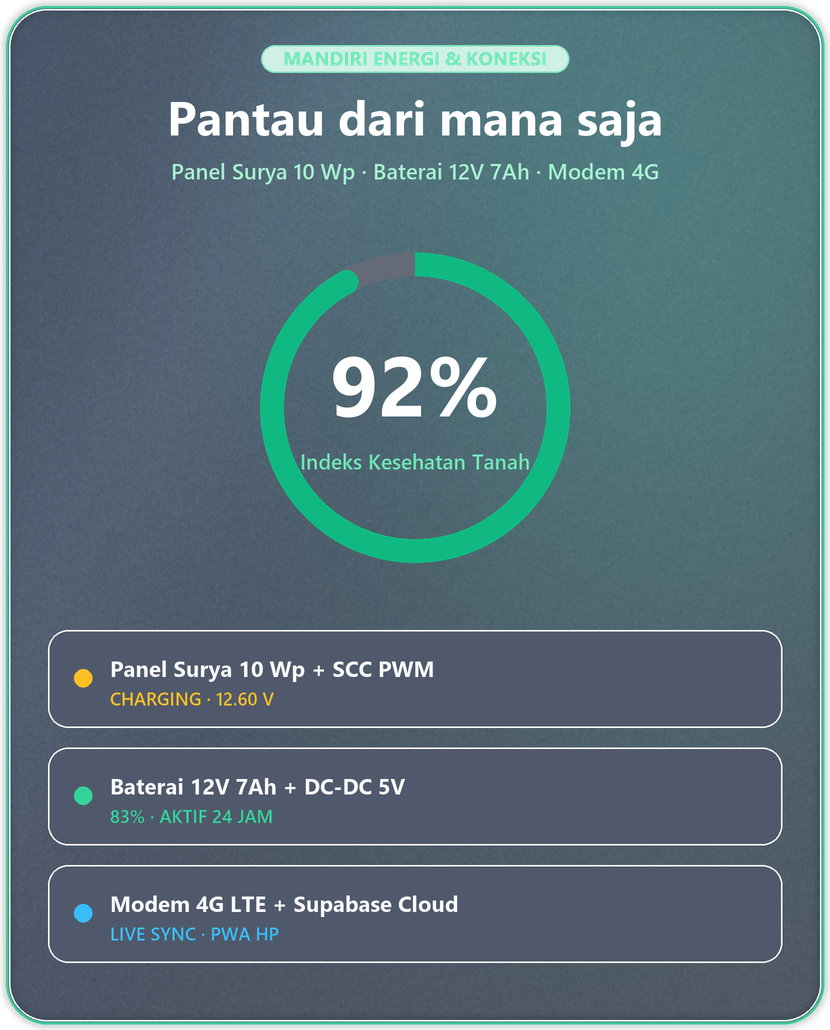 MANDIRI ENERGI & KONEKSI
Pantau dari mana saja
Panel Surya 10 Wp · Baterai 12V 7Ah · Modem 4G
92%
Indeks Kesehatan Tanah
Panel Surya 10 Wp + SCC PWM
CHARGING · 12.60 V
Baterai 12V 7Ah + DC-DC 5V
83% · AKTIF 24 JAM
Modem 4G LTE + Supabase Cloud
LIVE SYNC · PWA HP